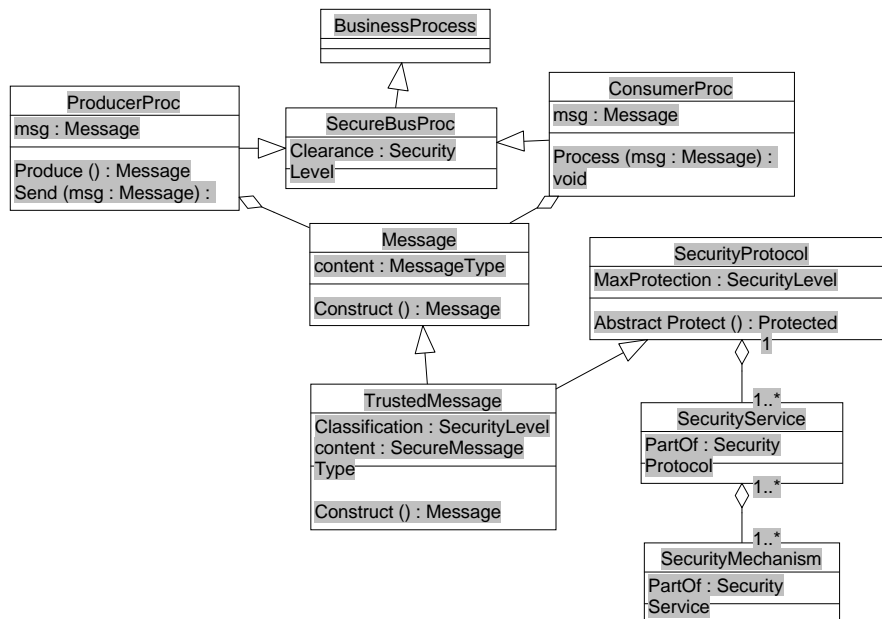 BusinessProcess
ProducerProc
msg : Message
Produce () : Message
Send (msg : Message) :
SecureBusProc
Clearance : Security
Level
ConsumerProc
msg : Message
Process (msg : Message) :
void
Message
content : MessageType
Construct () : Message
SecurityProtocol
MaxProtection : SecurityLevel
Abstract Protect () : Protected
1
1..*
TrustedMessage
Classification : SecurityLevel
content : SecureMessage
Type
Construct () : Message
SecurityService
PartOf : Security
Protocol
1..*
1..*
SecurityMechanism
PartOf : Security
Service